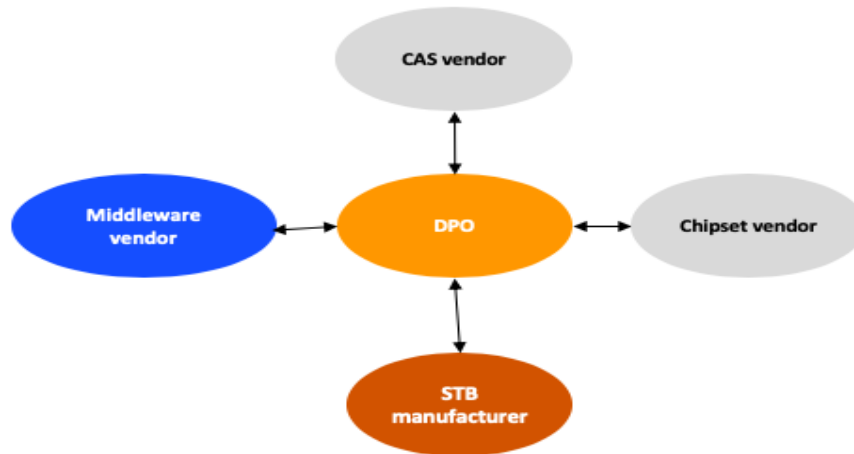 CAS vendor
Middleware
vendor
DPO
Chipset vendor
STB
manufacturer